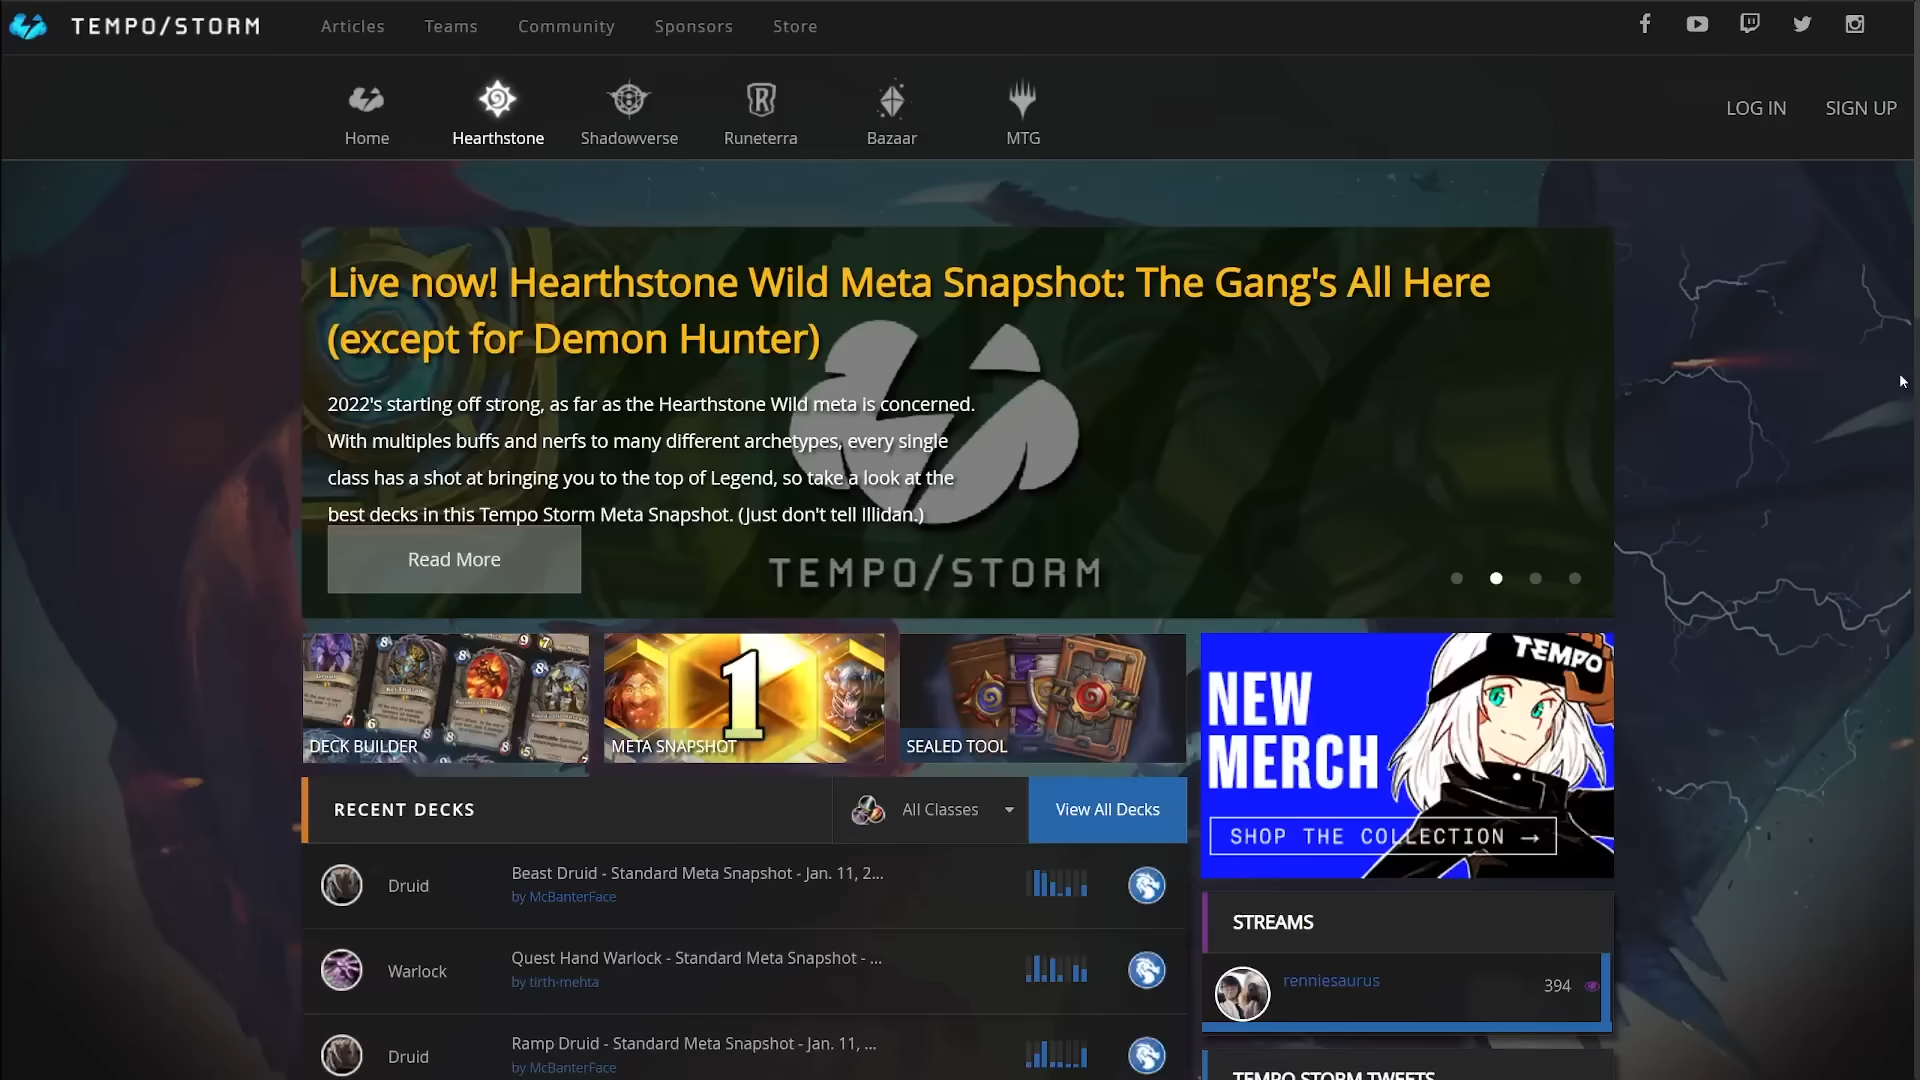 TEMPO/STORM
Articles
Teams
Community
Sponsors
Store
Home
Hearthstone
Shadowverse
Runeterra
Bazaar
MTG
LOG IN
SIGN UP
Live now! Hearthstone Wild Meta Snapshot: The Gang's All Here
(except for Demon Hunter)
2022's starting off strong, as far as the Hearthstone Wild meta is concerned.
With multiples buffs and nerfs to many different archetypes, every single
class has a shot at bringing you to the top of Legend, so take a look at the
best decks in this Tempo Storm Meta Snapshot. (Just don't tell Illidan.)
Read More
TEMPO/STORM
DECK BUILDER
1
META SNAPSHOT
SEALED TOOL
TEMPO
NEW
MERCH
SHOP THE COLLECTION →
RECENT DECKS
All Classes
View All Decks
Druid
Beast Druid - Standard Meta Snapshot - Jan. 11, 2...
by McBanterFace
Warlock
Quest Hand Warlock - Standard Meta Snapshot - ...
by tirth-mehta
Druid
Ramp Druid - Standard Meta Snapshot - Jan. 11, ...
by McBanterFace
STREAMS
renniesaurus
394
TEMPO STORM TWEETS